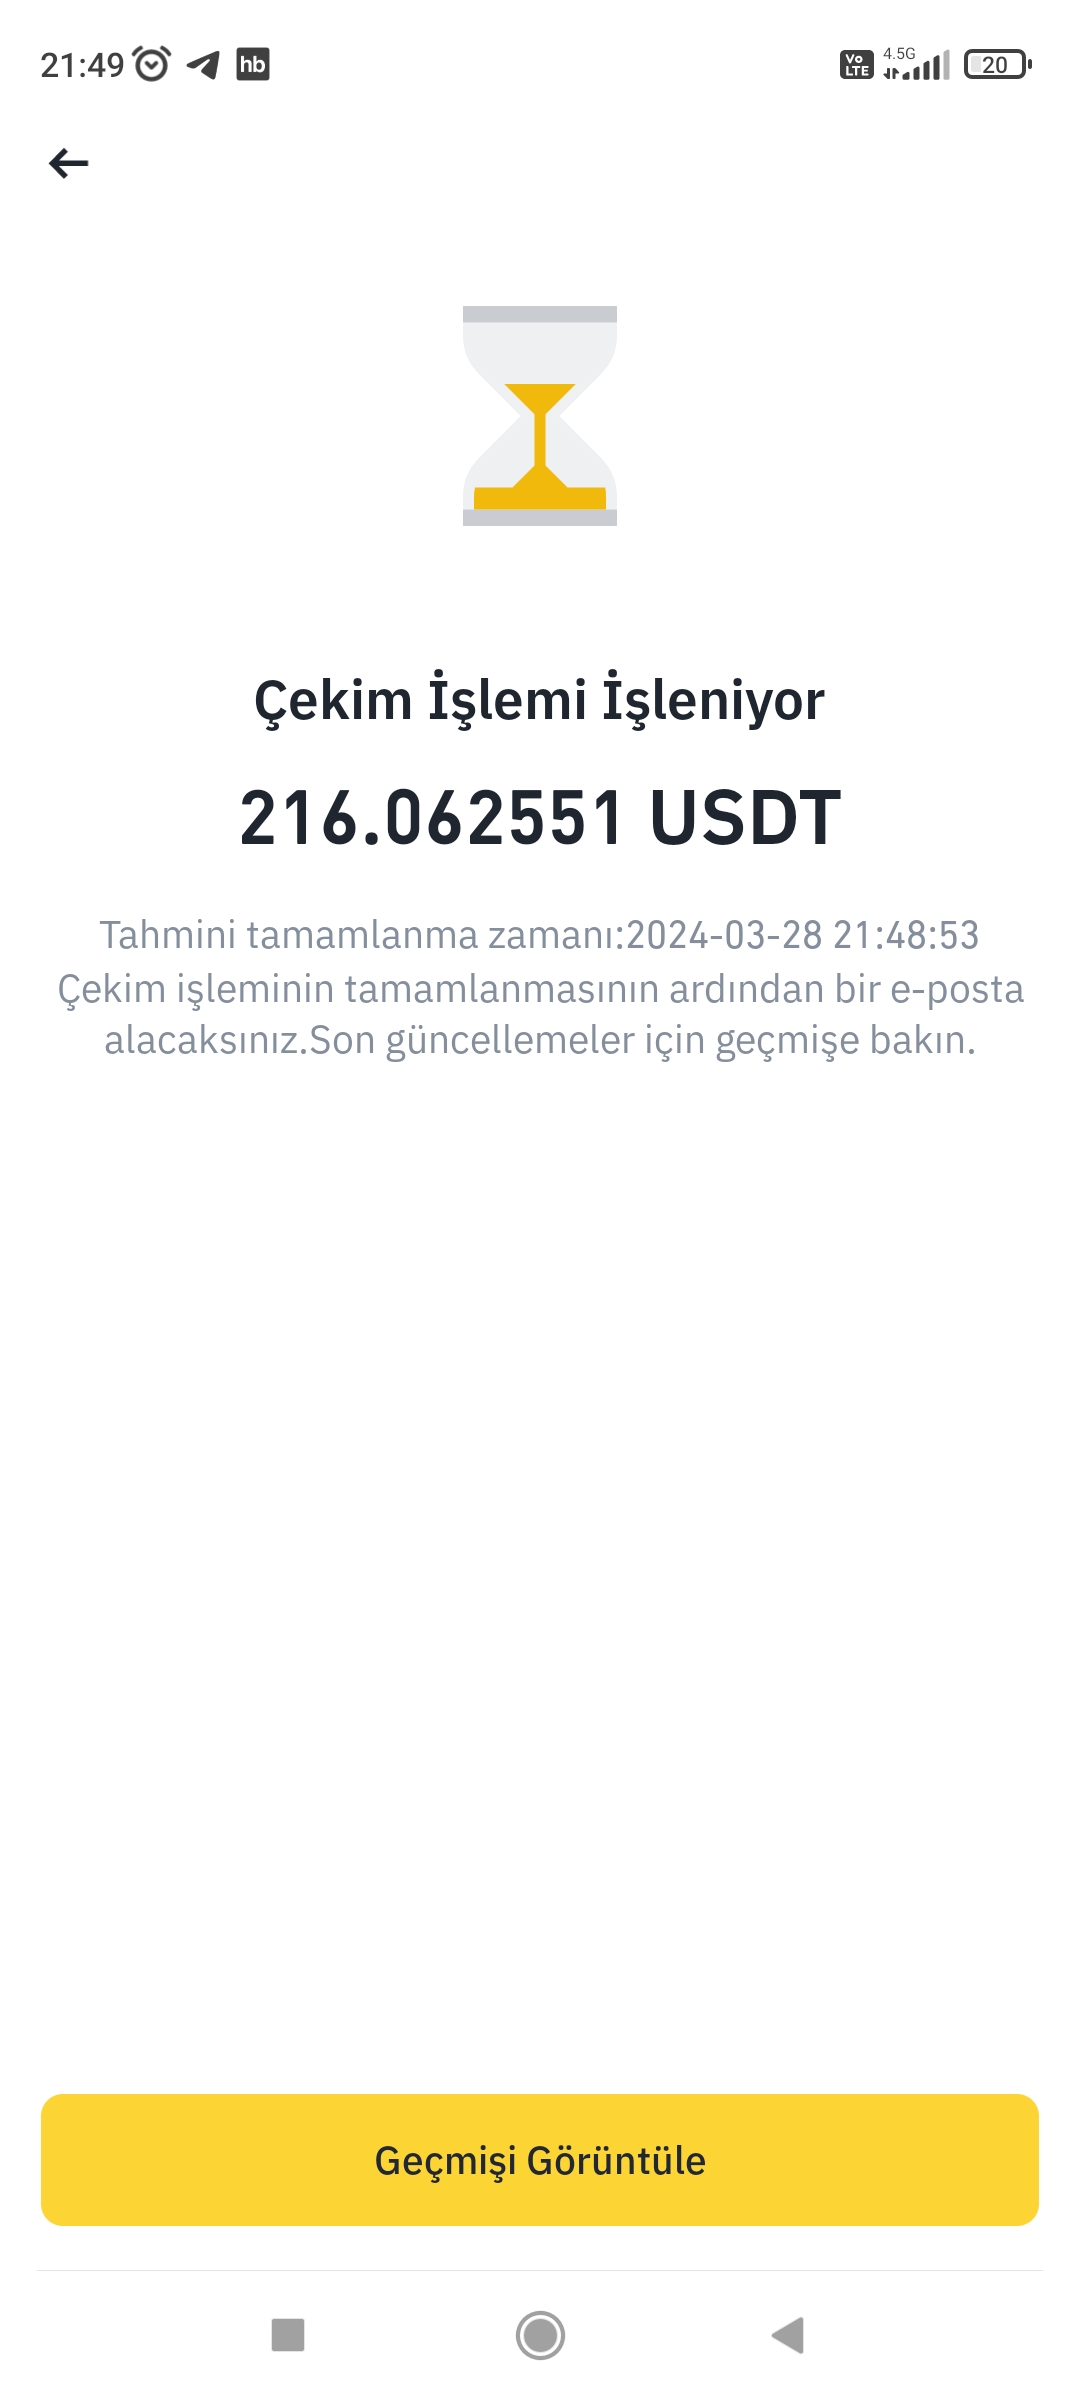 21:49 hb Vo LTE 4.5G 20
Çekim İşlemi İşleniyor
216.062551 USDT
Tahmini tamamlanma zamanı:2024-03-28 21:48:53
Çekim işleminin tamamlanmasının ardından bir e-posta
alacaksınız.Son güncellemeler için geçmişe bakın.
Geçmişi Görüntüle